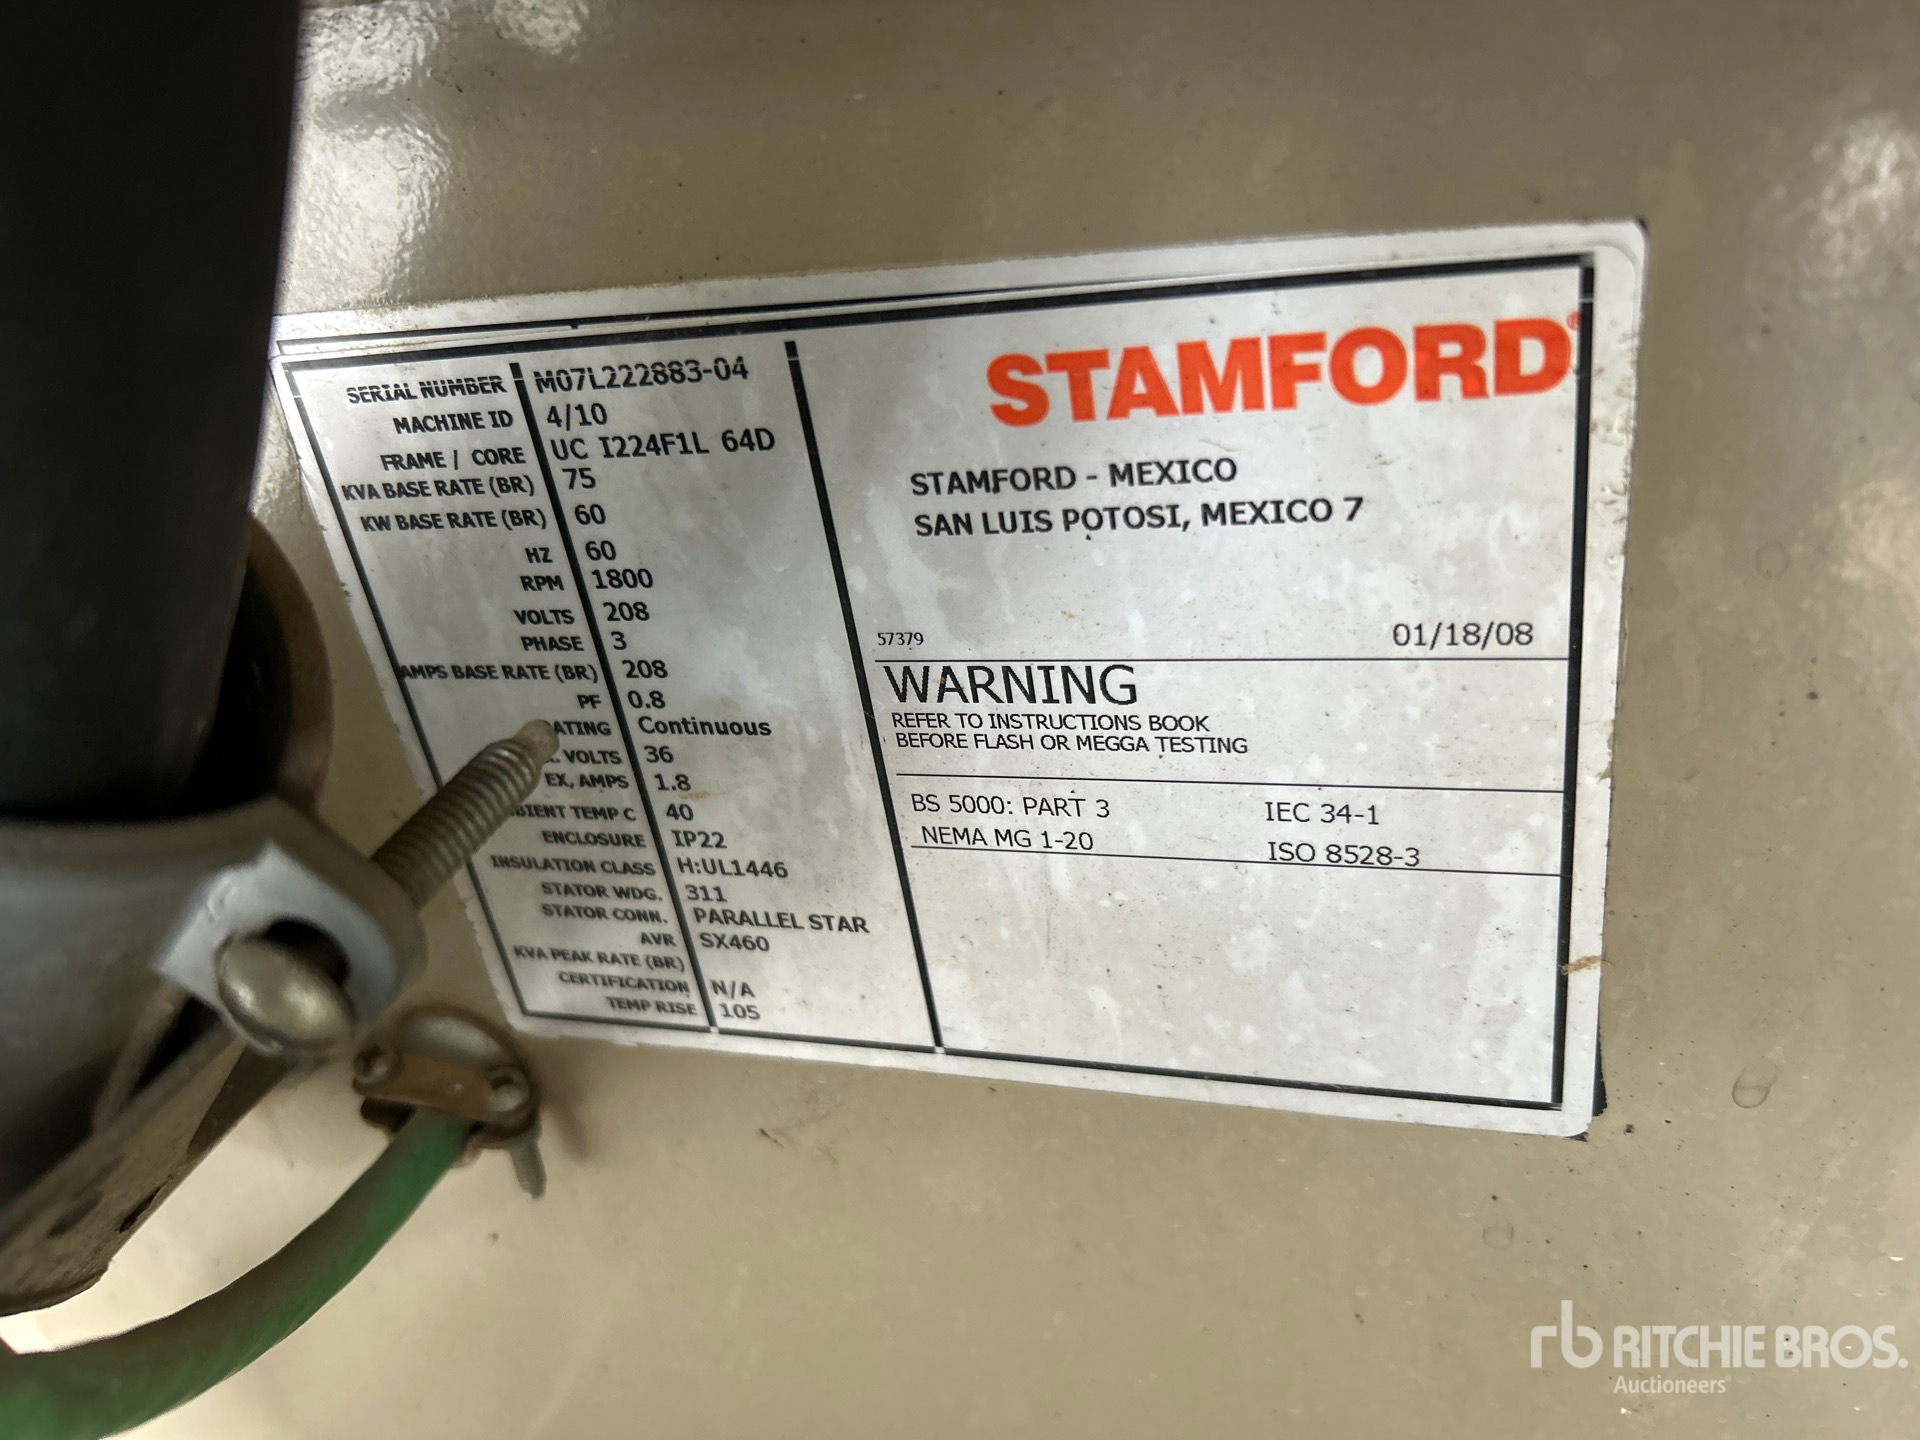 SERIAL NUMBER M07L222883-04
MACHINE ID 4/10
FRAME / CORE UC I224F1L 64D
KVA BASE RATE (BR) 75
KW BASE RATE (BR) 60
HZ 60
RPM 1800
VOLTS 208
PHASE 3
AMPS BASE RATE (BR) 208
PF 0.8
ATING Continuous
. VOLTS 36
EX, AMPS 1.8
BIENT TEMP C 40
ENCLOSURE IP22
INSULATION CLASS H:UL1446
STATOR WDG. 311
STATOR CONN. PARALLEL STAR
AVR SX460
KVA PEAK RATE (BR)
CERTIFICATION N/A
TEMP RISE 105
STAMFORD®
STAMFORD - MEXICO
SAN LUIS POTOSI, MEXICO 7
57379 01/18/08
WARNING
REFER TO INSTRUCTIONS BOOK
BEFORE FLASH OR MEGGA TESTING
BS 5000: PART 3 IEC 34-1
NEMA MG 1-20 ISO 8528-3
rb RITCHIE BROS.
Auctioneers